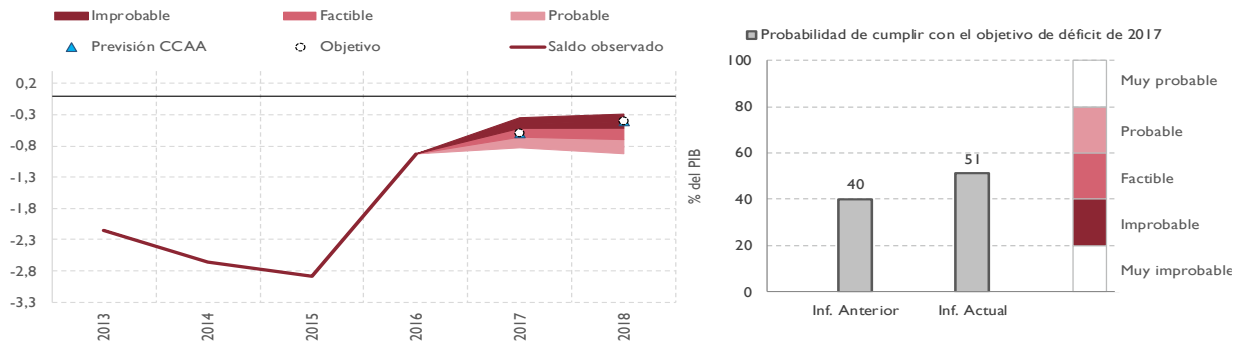 Improbable
Factible
Probable
Previsión CCAA
Objetivo
Saldo observado
0,2
-0,3
-0,8
-1,3
-1,8
-2,3
-2,8
-3,3
2013
2014
2015
2016
2017
2018
Probabilidad de cumplir con el objetivo de déficit de 2017
% del PIB
100
80
60
40
20
0
40
51
Inf. Anterior
Inf. Actual
Muy probable
Probable
Factible
Improbable
Muy improbable